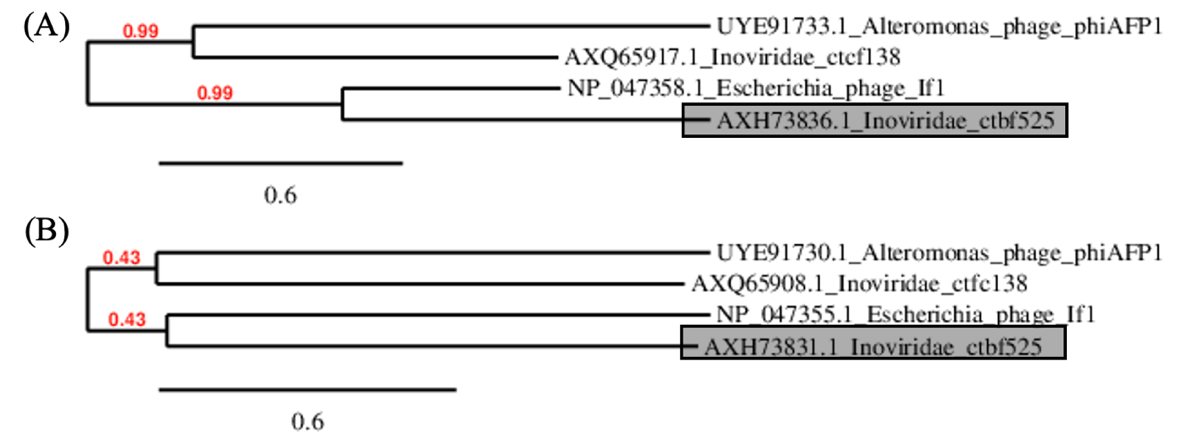 (A)
0.99
UYE91733.1_Alteromonas_phage_phiAFP1
AXQ65917.1_Inoviridae_ctcf138
0.99
NP_047358.1_Escherichia_phage_If1
AXH73836.1_Inoviridae_ctbf525
0.6
(B)
0.43
UYE91730.1_Alteromonas_phage_phiAFP1
AXQ65908.1_Inoviridae_ctfc138
0.43
NP_047355.1_Escherichia_phage_If1
AXH73831.1_Inoviridae_ctbf525
0.6